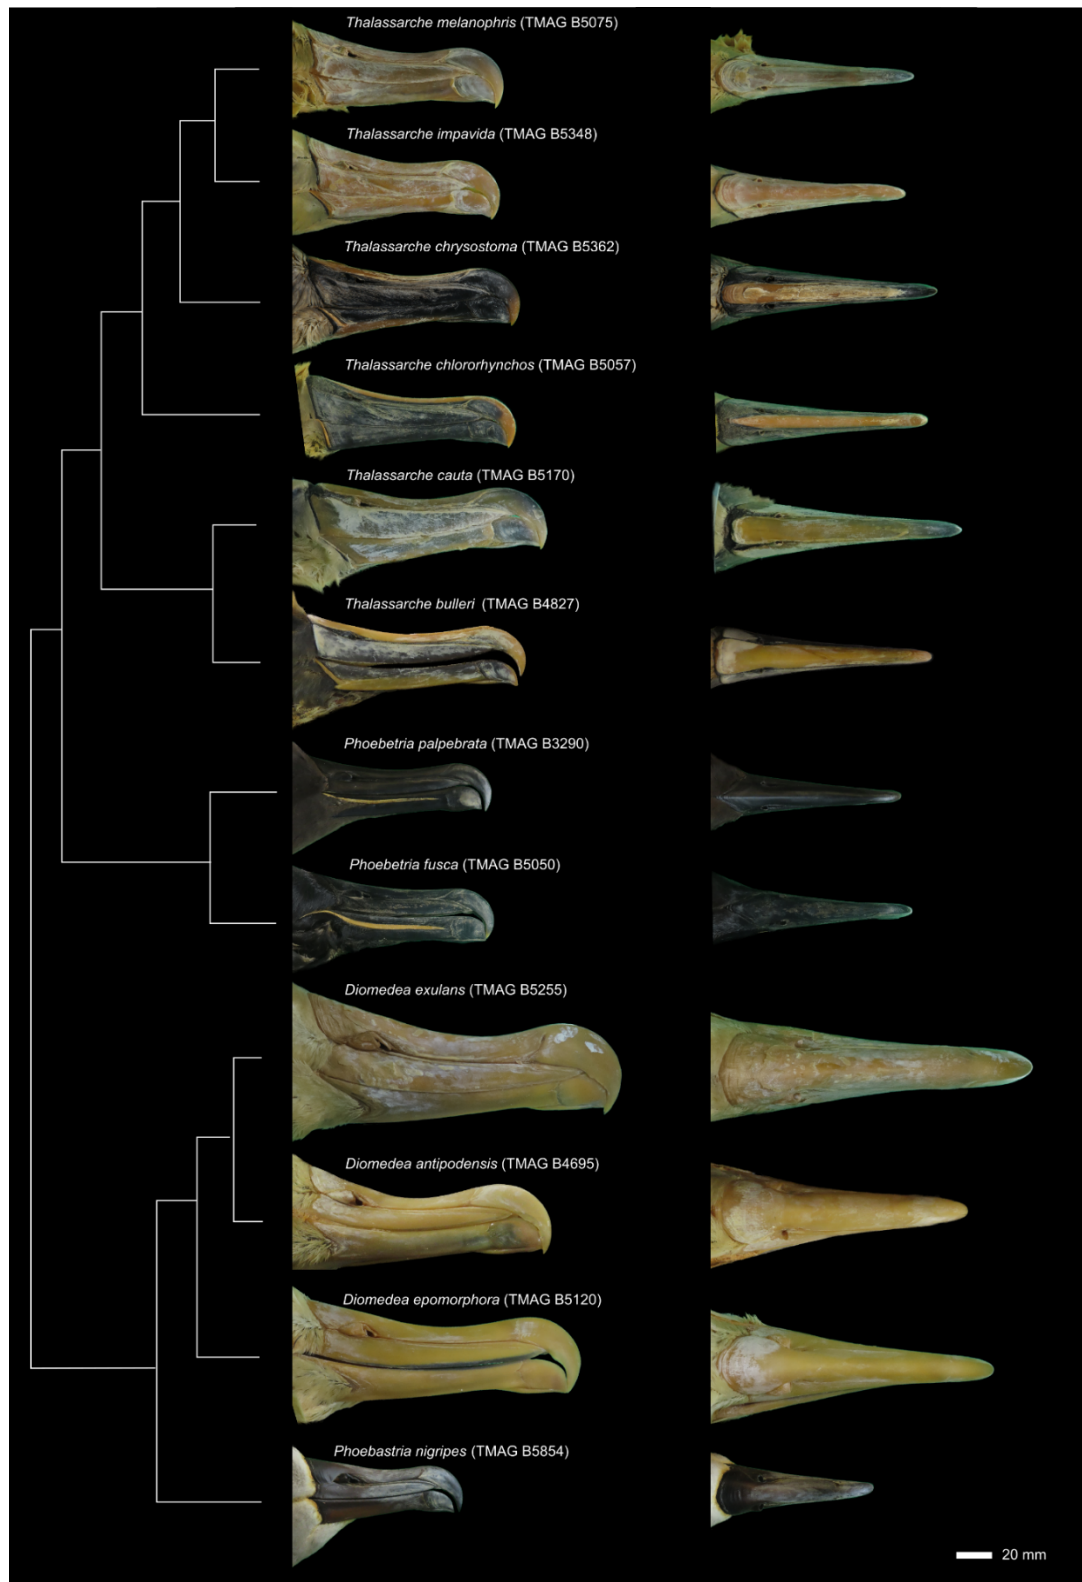 Thalassarche melanophris (TMAG B5075)
Thalassarche impavida (TMAG B5348)
Thalassarche chrysostoma (TMAG B5362)
Thalassarche chlororhynchos (TMAG B5057)
Thalassarche cauta (TMAG B5170)
Thalassarche bulleri (TMAG B4827)
Phoebetria palpebrata (TMAG B3290)
Phoebetria fusca (TMAG B5050)
Diomedea exulans (TMAG B5255)
Diomedea antipodensis (TMAG B4695)
Diomedea epomorphora (TMAG B5120)
Phoebastria nigripes (TMAG B5854)
20 mm